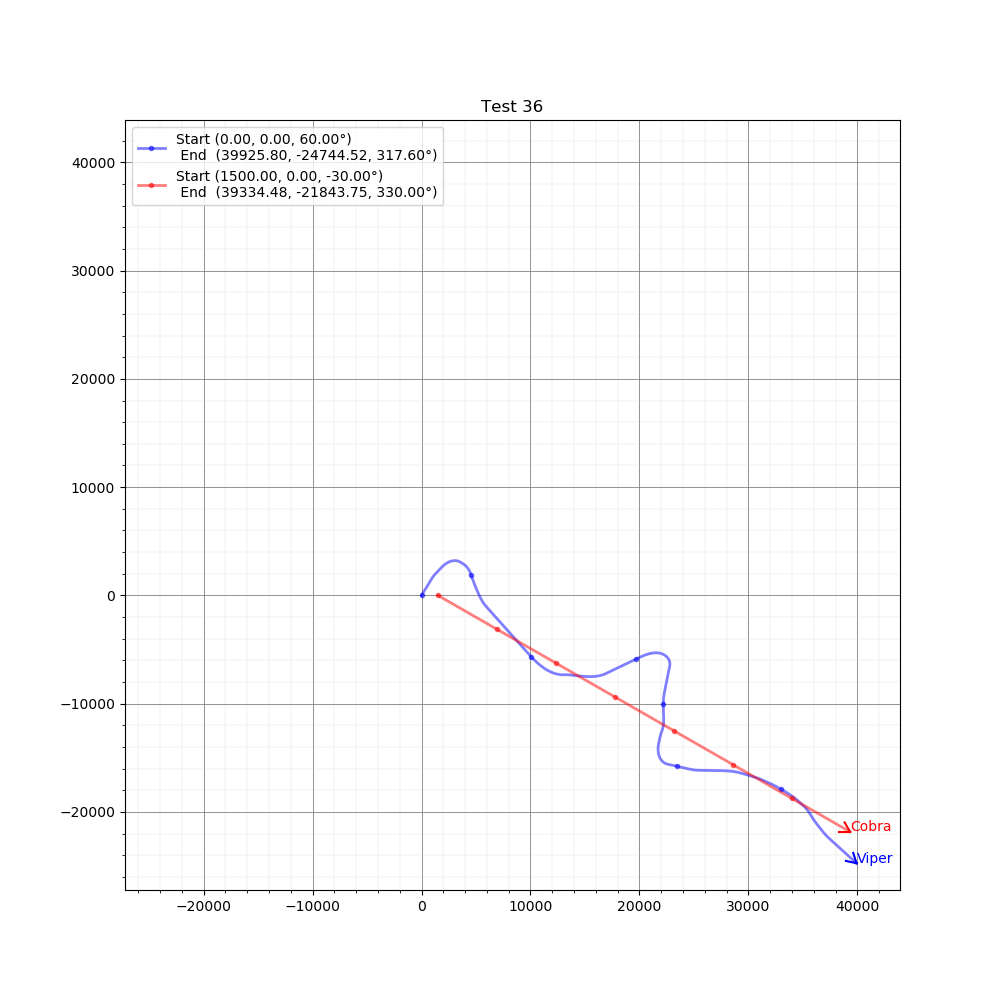 Test 36
Start (0.00, 0.00, 60.00°)
End (39925.80, -24744.52, 317.60°)
Start (1500.00, 0.00, -30.00°)
End (39334.48, -21843.75, 330.00°)
40000
30000
20000
10000
0
−10000
−20000
Cobra
Viper
−20000 −10000 0 10000 20000 30000 40000